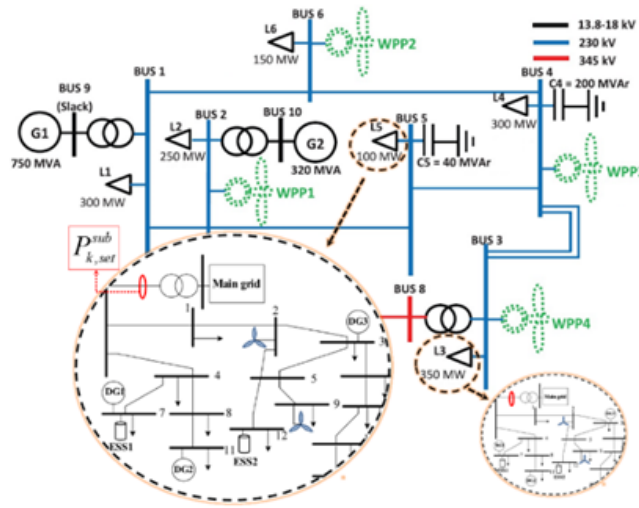 BUS 6
L6
150 MW
WPP2
13.8-18 kV
230 kV
345 kV
BUS 1
BUS 4
C4 = 200 MVAr
L4
300 MW
BUS 9
(Slack)
BUS 2
BUS 10
BUS 5
G1
750 MVA
L2
250 MW
G2
320 MVA
L5
100 MW
C5 = 40 MVAr
L1
300 MW
WPP1
BUS 3
BUS 8
WPP4
L3
350 MW
P sub k,set
Main grid
1
2
DG3
3
4
5
DG1
7
8
9
ESS1
11
DG2
12
ESS2
Main grid